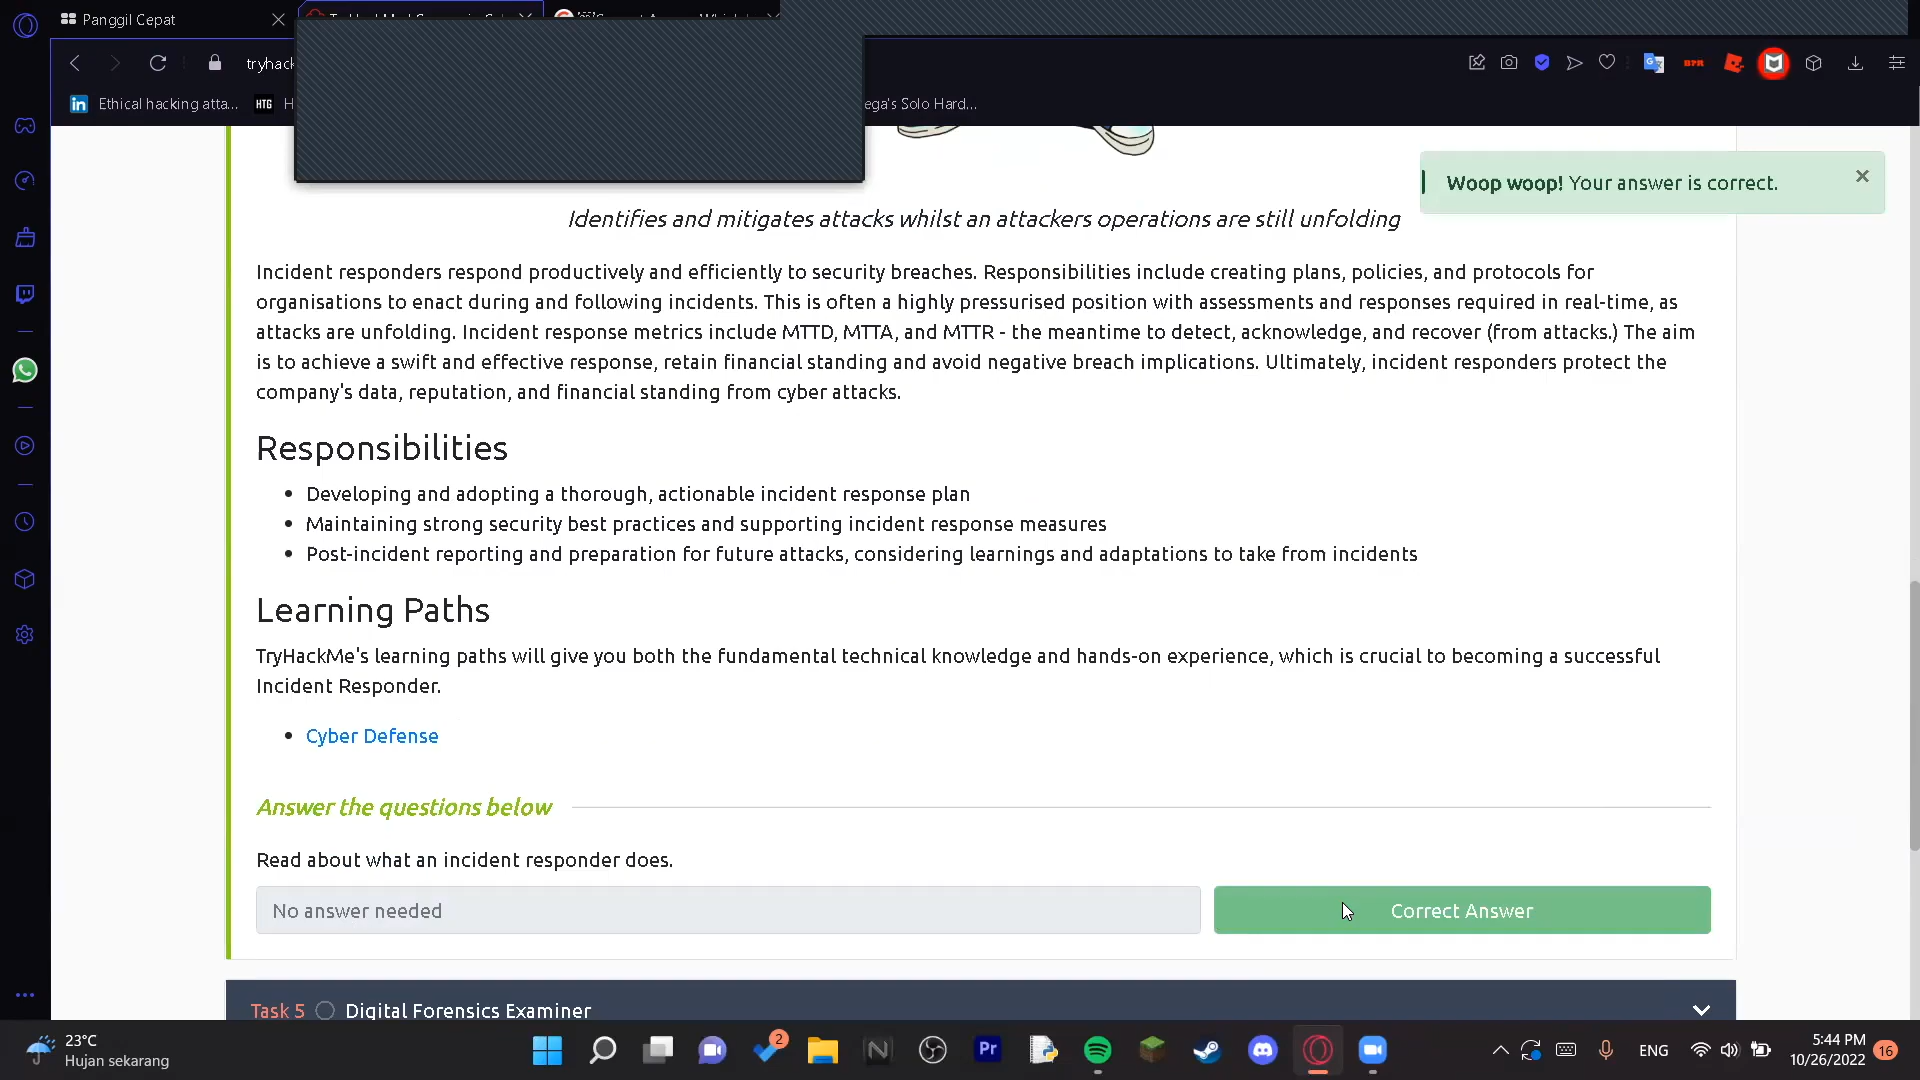 Panggil Cepat
tryhack
Ethical hacking atta...
HTG
H
ega's Solo Hard...
Woop woop! Your answer is correct.
Identifies and mitigates attacks whilst an attackers operations are still unfolding
Incident responders respond productively and efficiently to security breaches. Responsibilities include creating plans, policies, and protocols for
organisations to enact during and following incidents. This is often a highly pressurised position with assessments and responses required in real-time, as
attacks are unfolding. Incident response metrics include MTTD, MTTA, and MTTR - the meantime to detect, acknowledge, and recover (from attacks.) The aim
is to achieve a swift and effective response, retain financial standing and avoid negative breach implications. Ultimately, incident responders protect the
company's data, reputation, and financial standing from cyber attacks.
Responsibilities
Developing and adopting a thorough, actionable incident response plan
Maintaining strong security best practices and supporting incident response measures
Post-incident reporting and preparation for future attacks, considering learnings and adaptations to take from incidents
Learning Paths
TryHackMe's learning paths will give you both the fundamental technical knowledge and hands-on experience, which is crucial to becoming a successful
Incident Responder.
Cyber Defense
Answer the questions below
Read about what an incident responder does.
No answer needed
Correct Answer
Task 5 Digital Forensics Examiner
23°C
Hujan sekarang
2
Pr
ENG
5:44 PM
10/26/2022
16